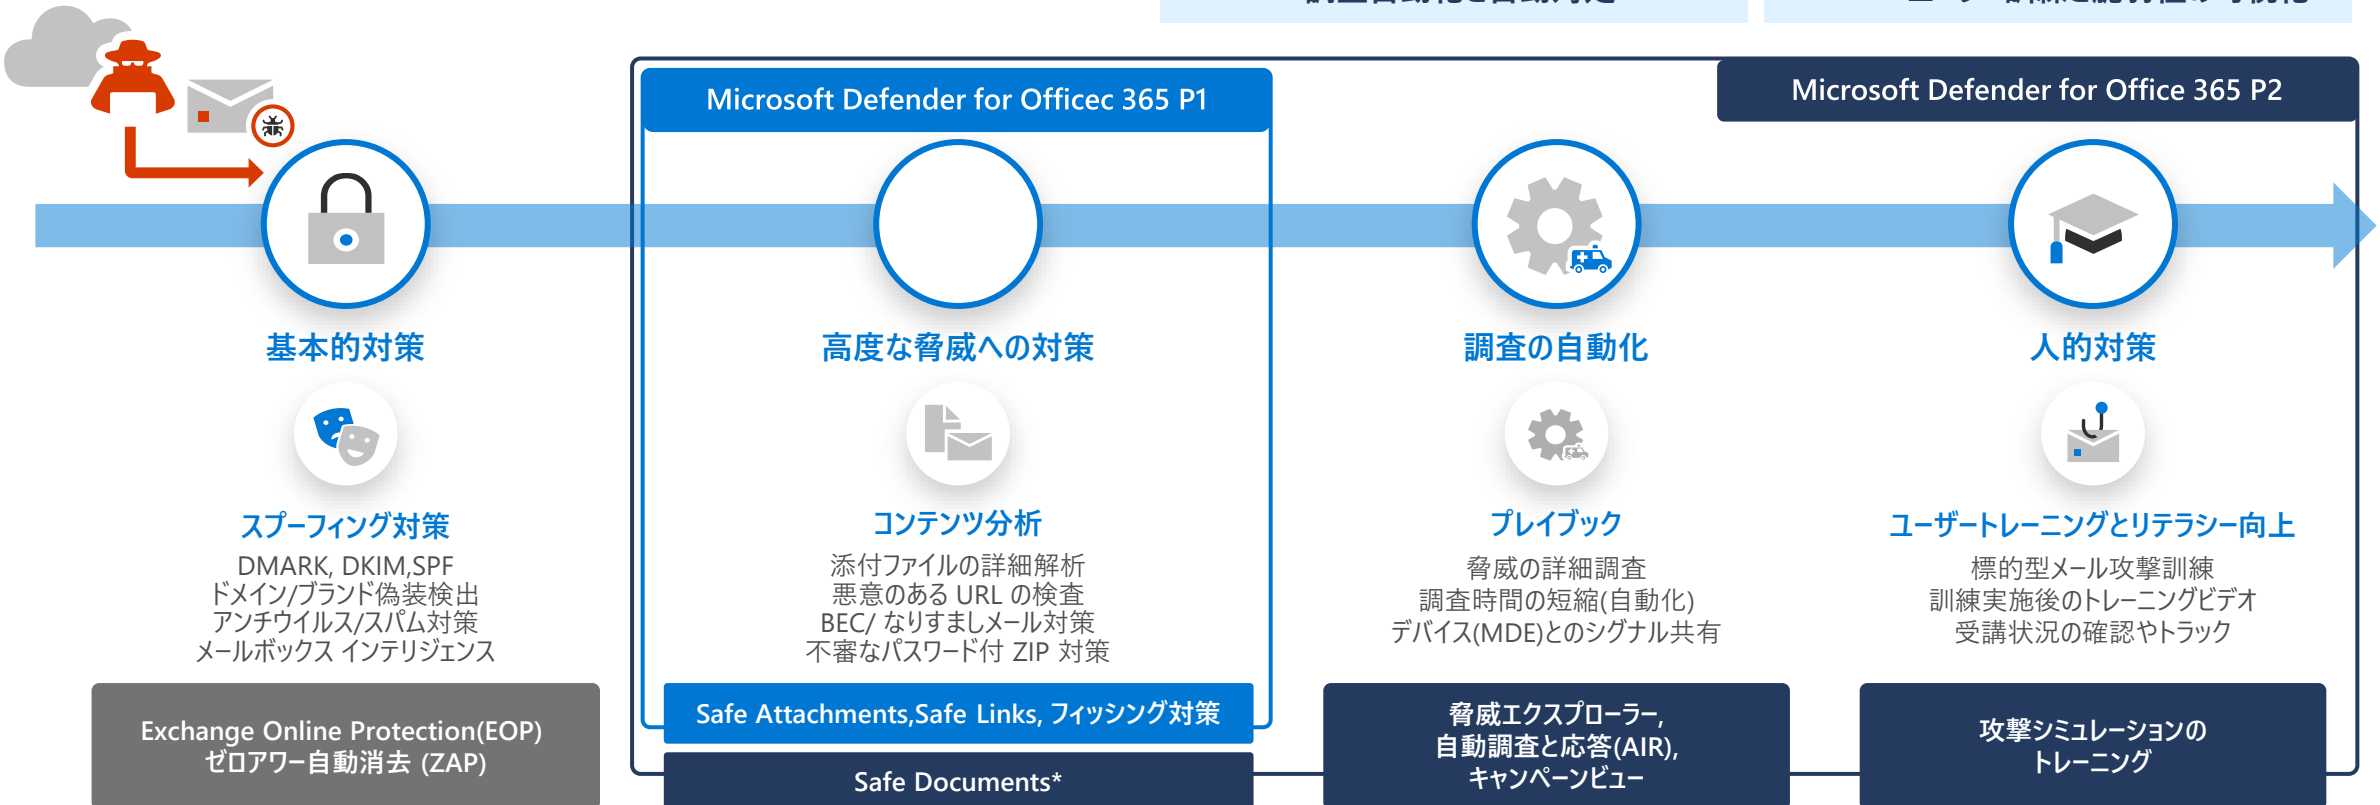 Microsoft Defender for Officec 365 P1
Microsoft Defender for Office 365 P2
基本的対策
スプーフィング対策
DMARK, DKIM,SPF
ドメイン/ブランド偽装検出
アンチウイルス/スパム対策
メールボックス インテリジェンス
Exchange Online Protection(EOP)
ゼロアワー自動消去 (ZAP)
高度な脅威への対策
コンテンツ分析
添付ファイルの詳細解析
悪意のある URL の検査
BEC/ なりすましメール対策
不審なパスワード付 ZIP 対策
Safe Attachments,Safe Links, フィッシング対策
Safe Documents*
調査の自動化
プレイブック
脅威の詳細調査
調査時間の短縮(自動化)
デバイス(MDE)とのシグナル共有
脅威エクスプローラー,
自動調査と応答(AIR),
キャンペーンビュー
人的対策
ユーザートレーニングとリテラシー向上
標的型メール攻撃訓練
訓練実施後のトレーニングビデオ
受講状況の確認やトラック
攻撃シミュレーションの
トレーニング